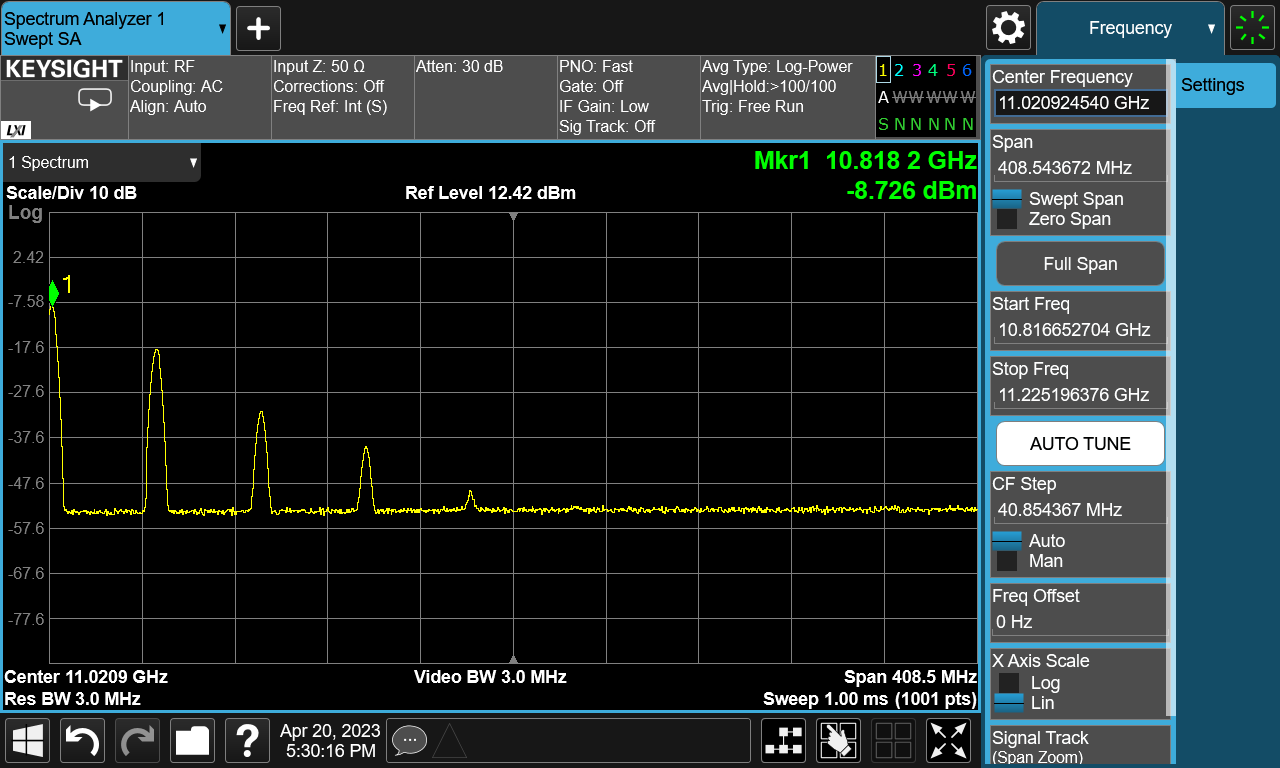 Spectrum Analyzer 1
Swept SA
Frequency
KEYSIGHT
LXI
Input: RF
Coupling: AC
Align: Auto
Input Z: 50 Ω
Corrections: Off
Freq Ref: Int (S)
Atten: 30 dB
PNO: Fast
Gate: Off
IF Gain: Low
Sig Track: Off
Avg Type: Log-Power
Avg|Hold:>100/100
Trig: Free Run
1 2 3 4 5 6
A W W W W W
S N N N N N
1 Spectrum
Scale/Div 10 dB
Log
Ref Level 12.42 dBm
Mkr1 10.818 2 GHz
-8.726 dBm
1
2.42
-7.58
-17.6
-27.6
-37.6
-47.6
-57.6
-67.6
-77.6
Center 11.0209 GHz
Res BW 3.0 MHz
Video BW 3.0 MHz
Span 408.5 MHz
Sweep 1.00 ms (1001 pts)
Apr 20, 2023
5:30:16 PM
Settings
Center Frequency
11.020924540 GHz
Span
408.543672 MHz
Swept Span
Zero Span
Full Span
Start Freq
10.816652704 GHz
Stop Freq
11.225196376 GHz
AUTO TUNE
CF Step
40.854367 MHz
Auto
Man
Freq Offset
0 Hz
X Axis Scale
Log
Lin
Signal Track
(Span Zoom)